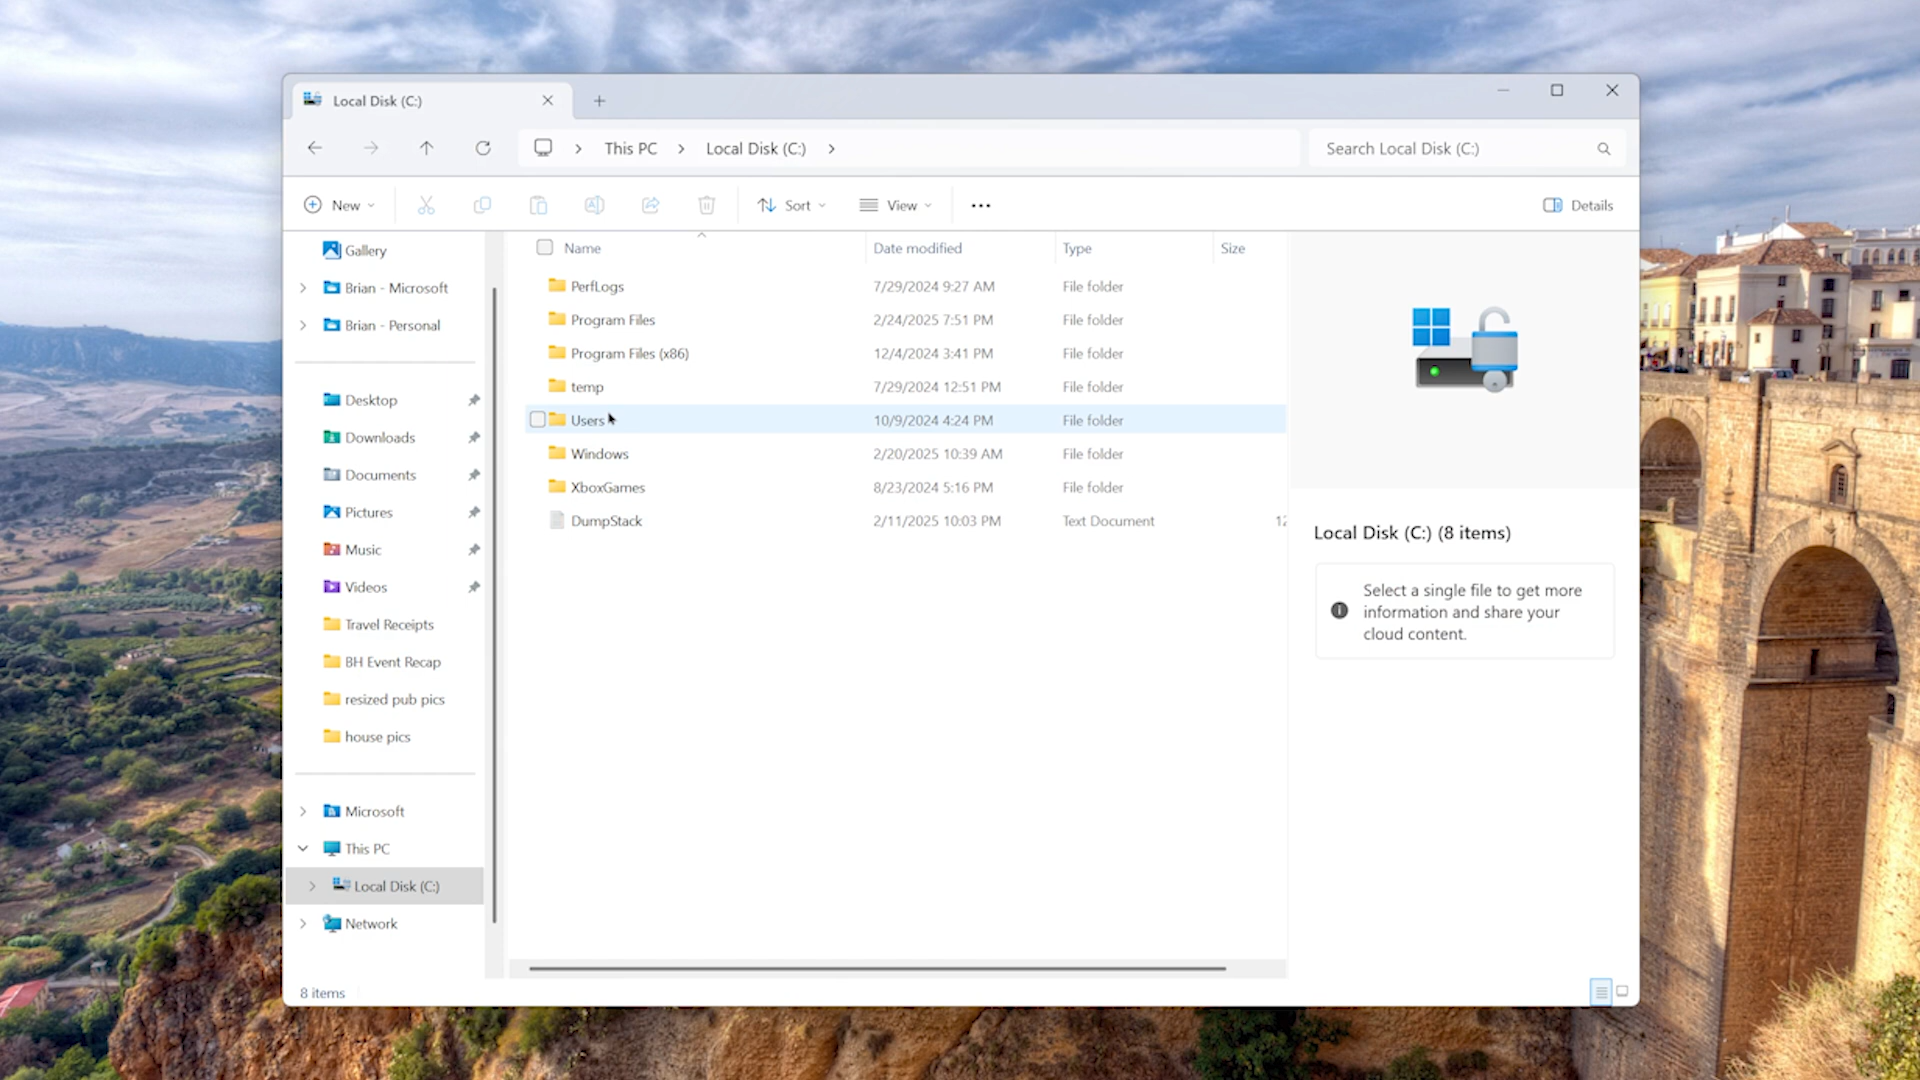 Local Disk (C:)
This PC > Local Disk (C:) >
Search Local Disk (C:)
New
Sort
View
Details
Gallery
Brian - Microsoft
Brian - Personal
Desktop
Downloads
Documents
Pictures
Music
Videos
Travel Receipts
BH Event Recap
resized pub pics
house pics
Microsoft
This PC
Local Disk (C:)
Network
Name Date modified Type Size
PerfLogs 7/29/2024 9:27 AM File folder
Program Files 2/24/2025 7:51 PM File folder
Program Files (x86) 12/4/2024 3:41 PM File folder
temp 7/29/2024 12:51 PM File folder
Users 10/9/2024 4:24 PM File folder
Windows 2/20/2025 10:39 AM File folder
XboxGames 8/23/2024 5:16 PM File folder
DumpStack 2/11/2025 10:03 PM Text Document 12
Local Disk (C:) (8 items)
Select a single file to get more
information and share your
cloud content.
8 items